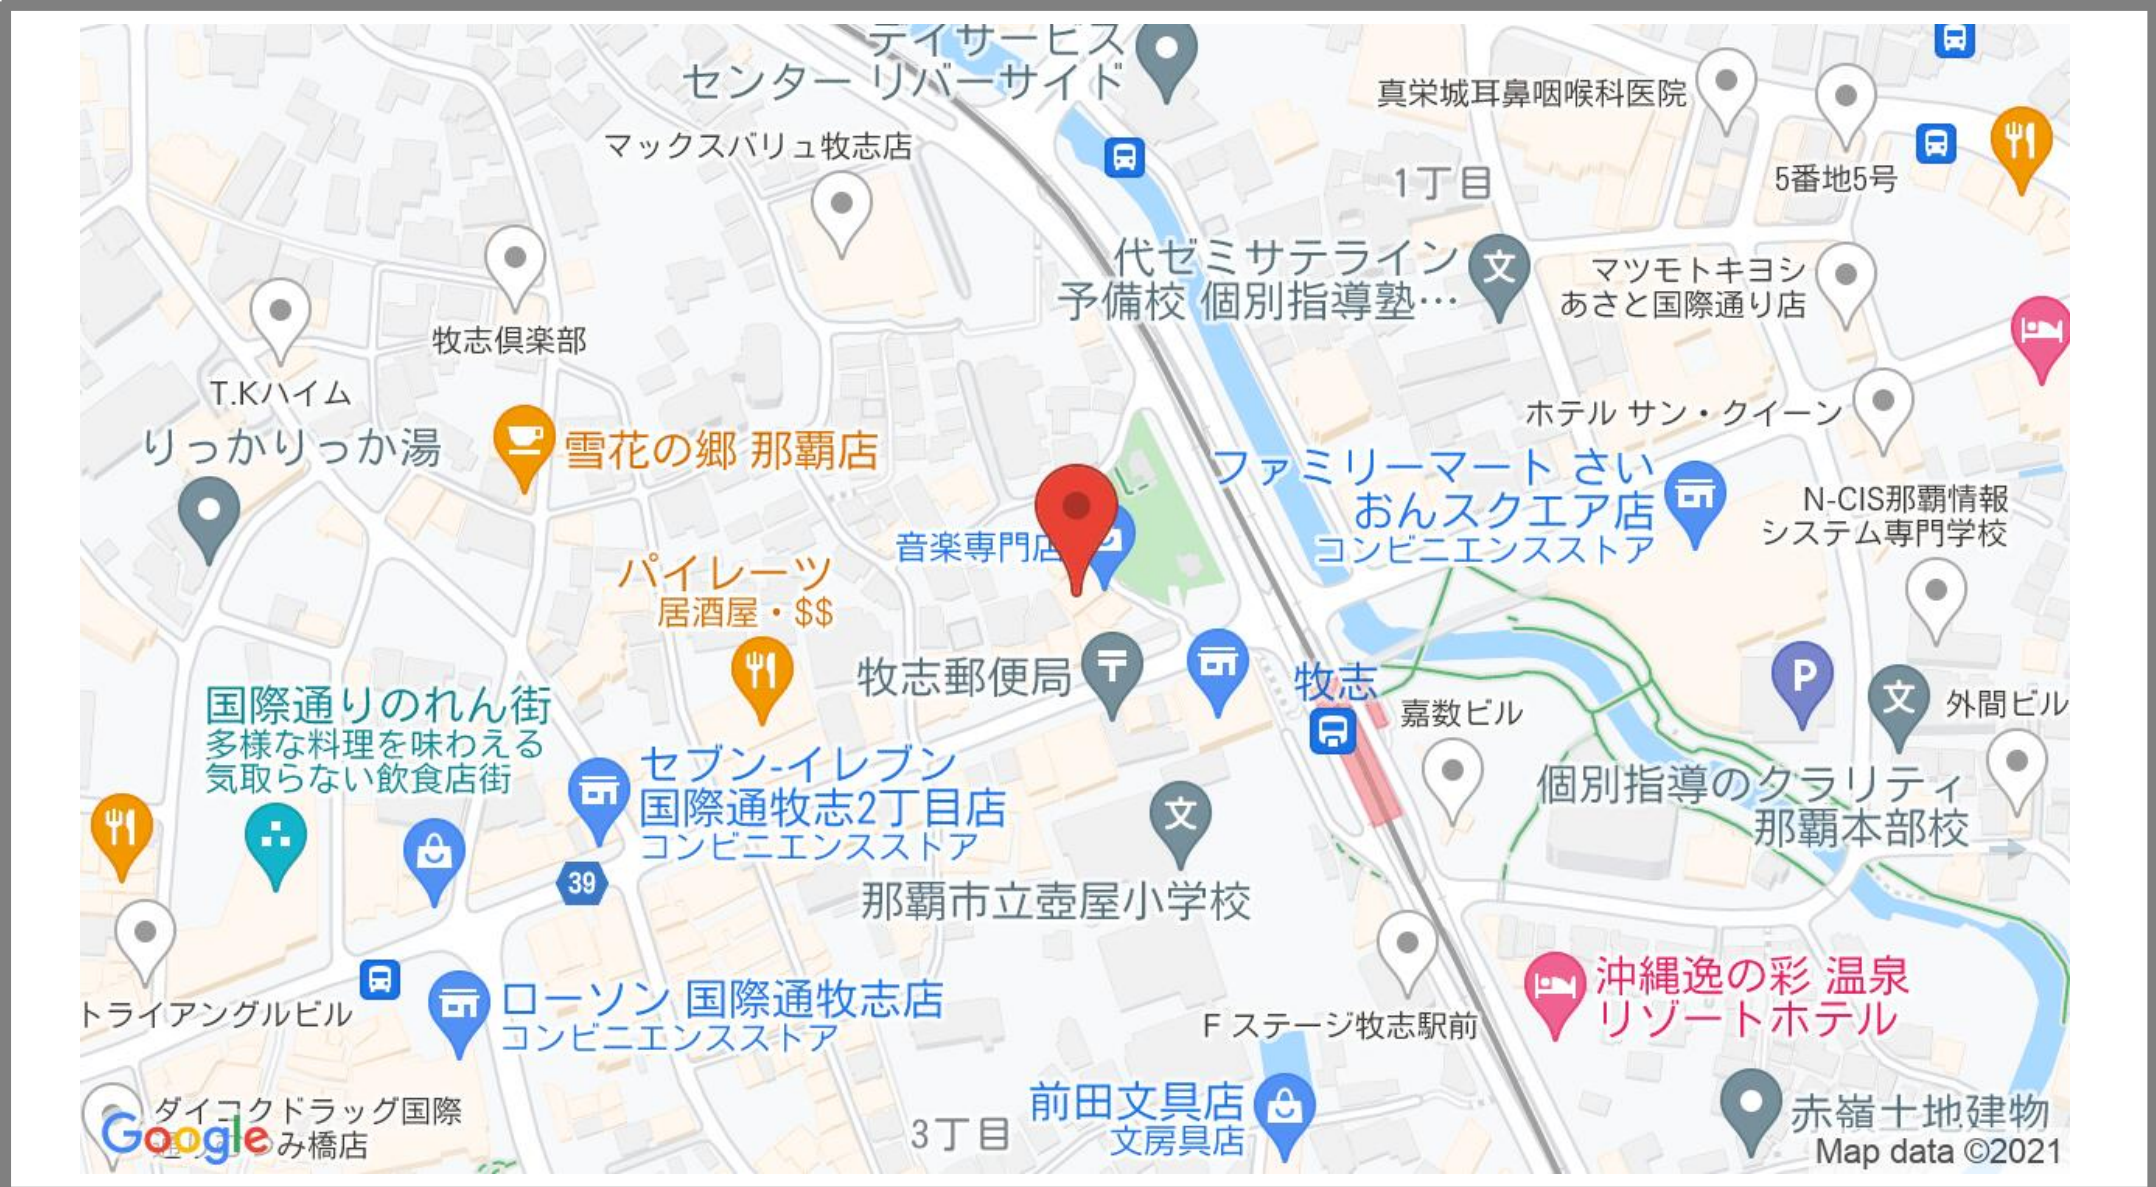 デイサービス
センター リバーサイド
マックスバリュ牧志店
真栄城耳鼻咽喉科医院
5番地5号
1丁目
代ゼミサテライン
予備校 個別指導塾…
文
マツモトキヨシ
あさと国際通り店
牧志倶楽部
T.Kハイム
りっかりっか湯
雪花の郷 那覇店
ホテル サン・クイーン
ファミリーマート さい
おんスクエア店
コンビニエンスストア
N-CIS那覇情報
システム専門学校
音楽専門店
パイレーツ
居酒屋・$$
牧志郵便局
〒
牧志
嘉数ビル
P
文
外間ビル
国際通りのれん街
多様な料理を味わえる
気取らない飲食店街
セブン-イレブン
国際通牧志2丁目店
コンビニエンスストア
39
文
那覇市立壺屋小学校
個別指導のクラリティ
那覇本部校
トライアングルビル
ローソン 国際通牧志店
コンビニエンスストア
F ステージ牧志駅前
沖縄逸の彩 温泉
リゾートホテル
ダイコクドラッグ国際
み橋店
Google
3丁目
前田文具店
文房具店
赤嶺土地建物
Map data ©2021